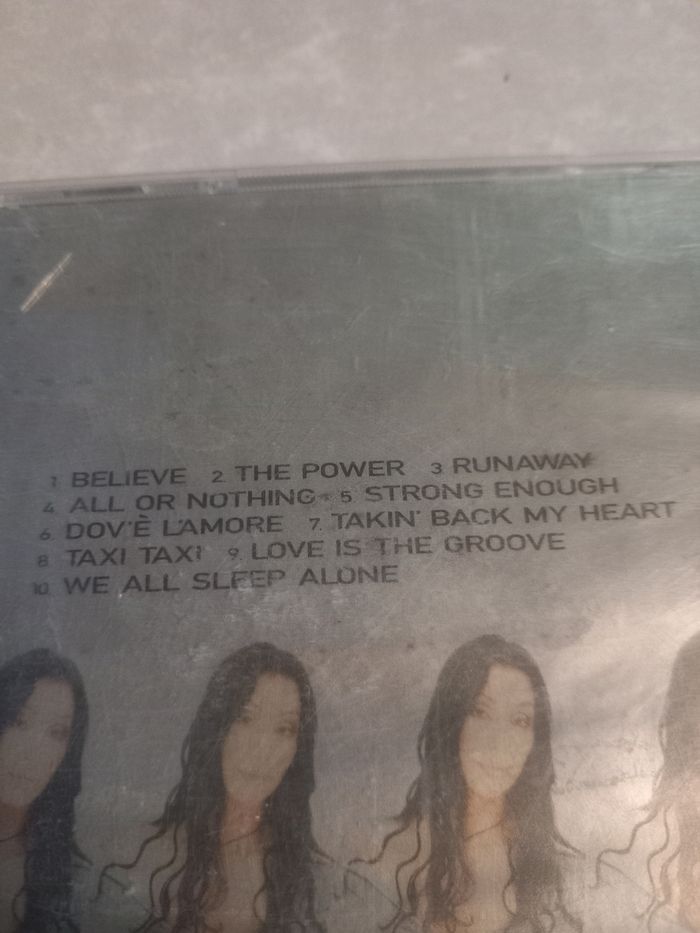 1 BELIEVE 2 THE POWER 3 RUNAWAY
4 ALL OR NOTHING 5 STRONG ENOUGH
6 DOV'È L'AMORE 7 TAKIN' BACK MY HEART
8 TAXI TAXI 9 LOVE IS THE GROOVE
10 WE ALL SLEEP ALONE